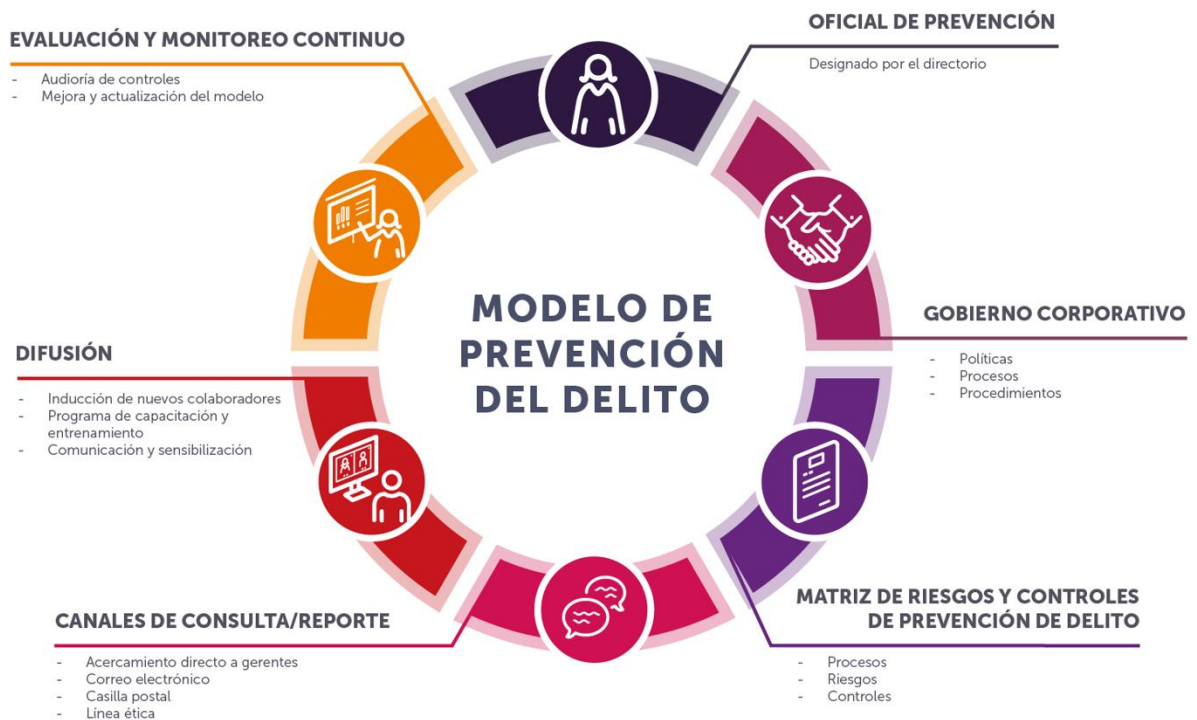 EVALUACIÓN Y MONITOREO CONTINUO
- Audioría de controles
- Mejora y actualización del modelo
OFICIAL DE PREVENCIÓN
Designado por el directorio
MODELO DE
PREVENCIÓN
DEL DELITO
GOBIERNO CORPORATIVO
- Políticas
- Procesos
- Procedimientos
DIFUSIÓN
- Inducción de nuevos colaboradores
- Programa de capacitación y
entrenamiento
- Comunicación y sensibilización
MATRIZ DE RIESGOS Y CONTROLES
DE PREVENCIÓN DE DELITO
- Procesos
- Riesgos
- Controles
CANALES DE CONSULTA/REPORTE
- Acercamiento directo a gerentes
- Correo electrónico
- Casilla postal
- Línea ética